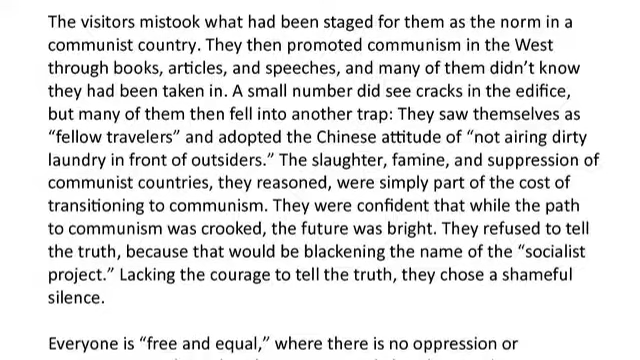 The visitors mistook what had been staged for them as the norm in a
communist country. They then promoted communism in the West
through books, articles, and speeches, and many of them didn’t know
they had been taken in. A small number did see cracks in the edifice,
but many of them then fell into another trap: They saw themselves as
“fellow travelers” and adopted the Chinese attitude of “not airing dirty
laundry in front of outsiders.” The slaughter, famine, and suppression of
communist countries, they reasoned, were simply part of the cost of
transitioning to communism. They were confident that while the path
to communism was crooked, the future was bright. They refused to tell
the truth, because that would be blackening the name of the “socialist
project.” Lacking the courage to tell the truth, they chose a shameful
silence.
Everyone is “free and equal,” where there is no oppression or